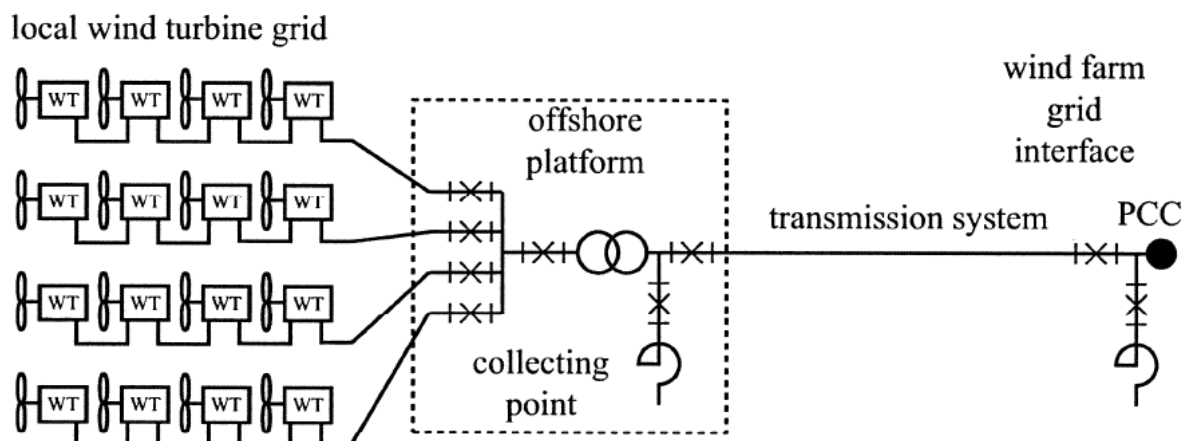 local wind turbine grid
WT WT WT WT
WT WT WT WT
WT WT WT WT
WT WT WT WT
offshore
platform
collecting
point
transmission system
wind farm
grid
interface
PCC